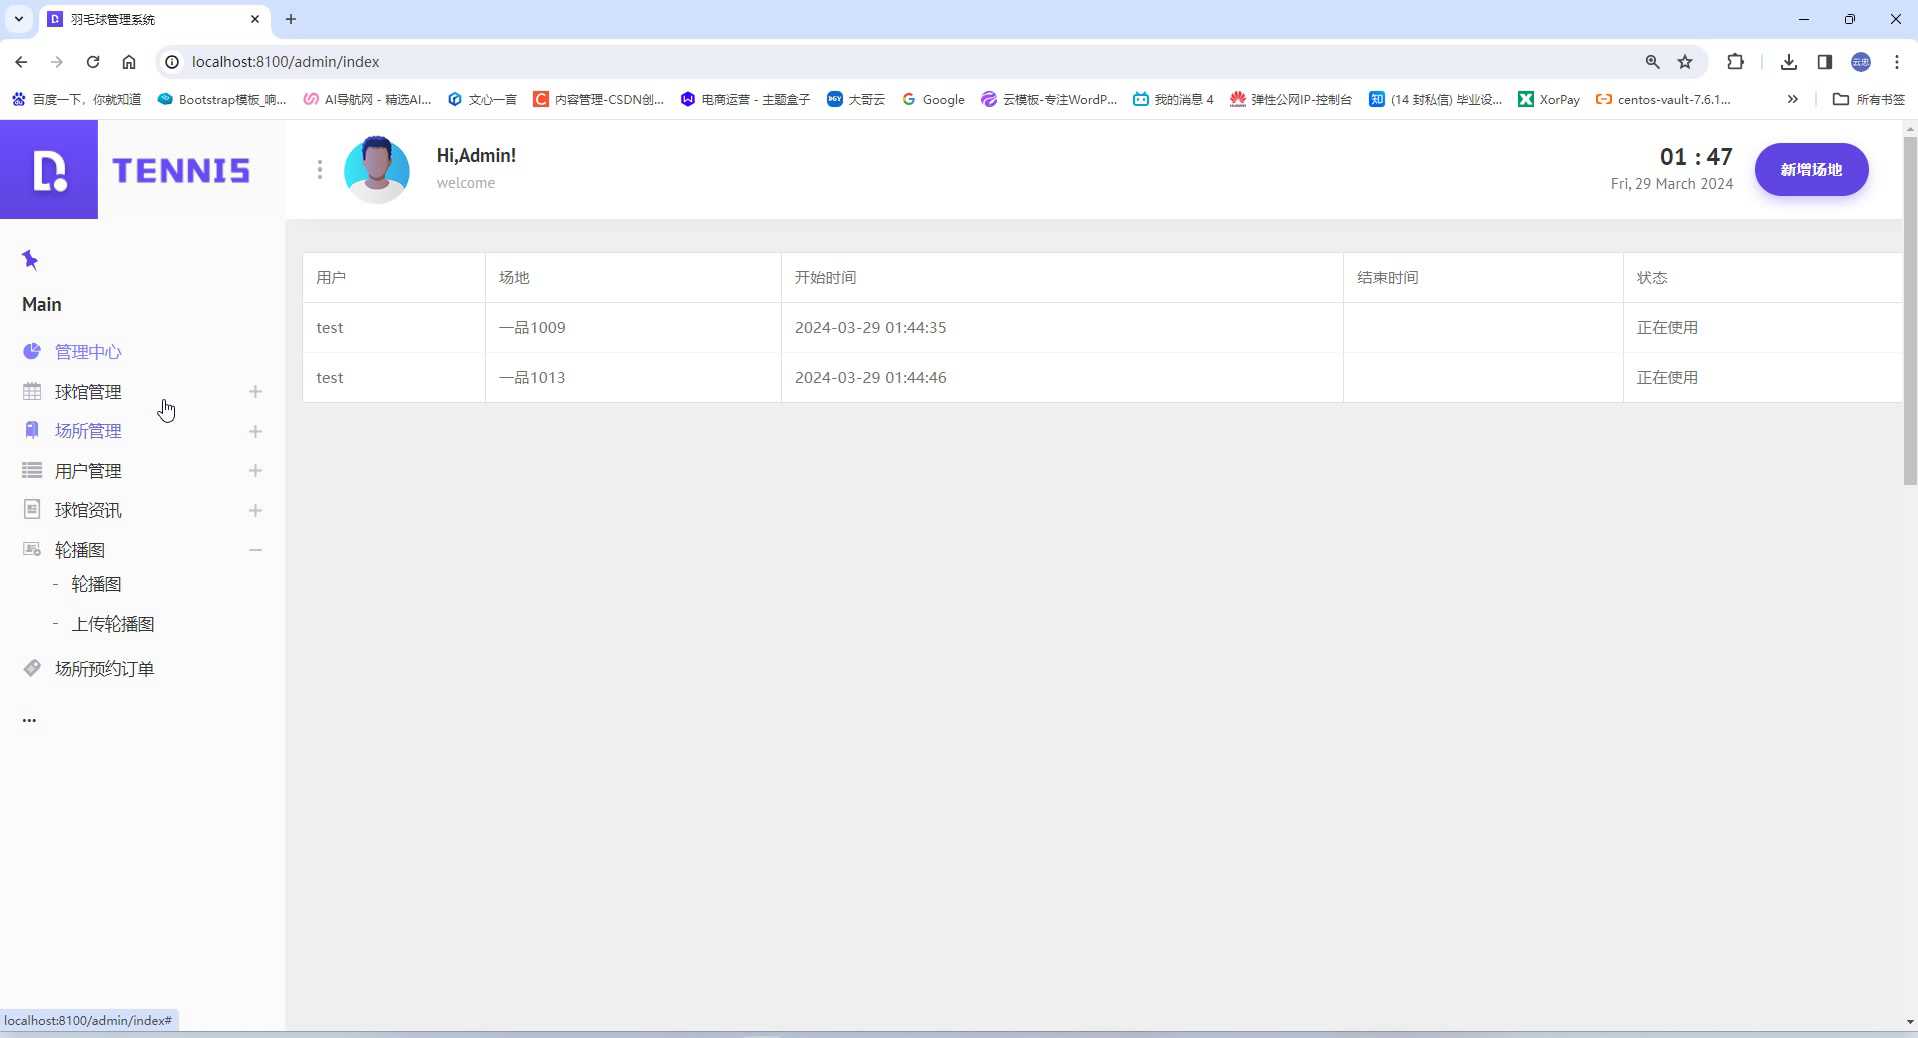 羽毛球管理系统
localhost:8100/admin/index
百度一下，你就知道 Bootstrap模板_响... AI导航网 - 精选AI... 文心一言 内容管理-CSDN创... 电商运营 - 主题盒子 大哥云 Google 云模板-专注WordP... 我的消息 4 弹性公网IP-控制台 (14 封私信) 毕业设... XorPay centos-vault-7.6.1... 所有书签
TENNIS
Hi,Admin!
welcome
01 : 47
Fri, 29 March 2024
新增场地
Main
管理中心
球馆管理
场所管理
用户管理
球馆资讯
轮播图
- 轮播图
- 上传轮播图
场所预约订单
...
用户 场地 开始时间 结束时间 状态
test 一品1009 2024-03-29 01:44:35 正在使用
test 一品1013 2024-03-29 01:44:46 正在使用
localhost:8100/admin/index#